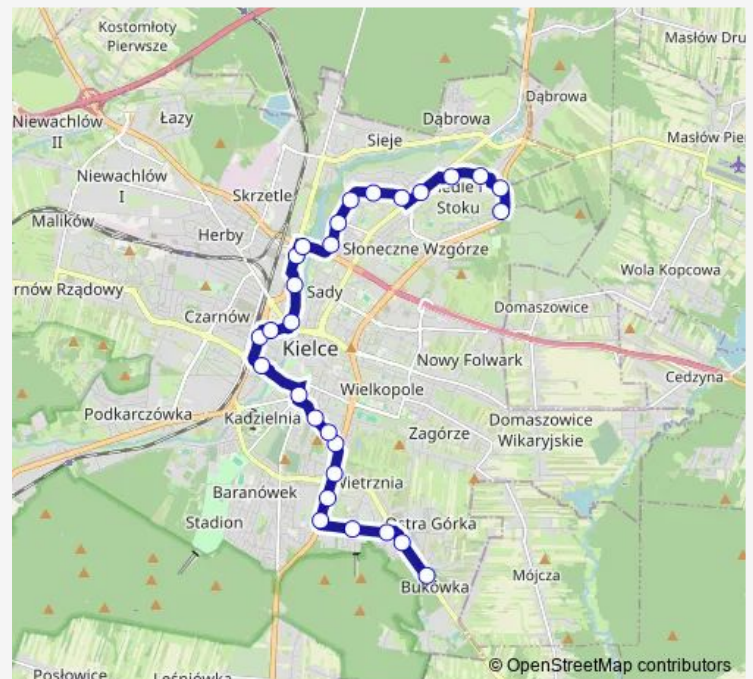 Kostomłoty
Pierwsze
Masłów Dru
Niewachlów
II
Łazy
Dąbrowa
Dąbrowa
Sieje
Masłów Pie
Niewachlów
I
Skrzetle
Stoku
Malików
Herby
Słoneczne Wzgórze
Wola Kopcowa
rnów Rządowy
Sady
Domaszowice
Czarnów
Kielce
Nowy Folwark
Cedzyna
Wielkopole
Podkarczówka
Kadzielnia
Domaszowice
Wikaryjskie
Zagórze
Baranówek
Wietrznia
Stadion
Ostra Górka
Mójcza
Bukówka
Posłowice
Leśniówka
© OpenStreetMap contributors